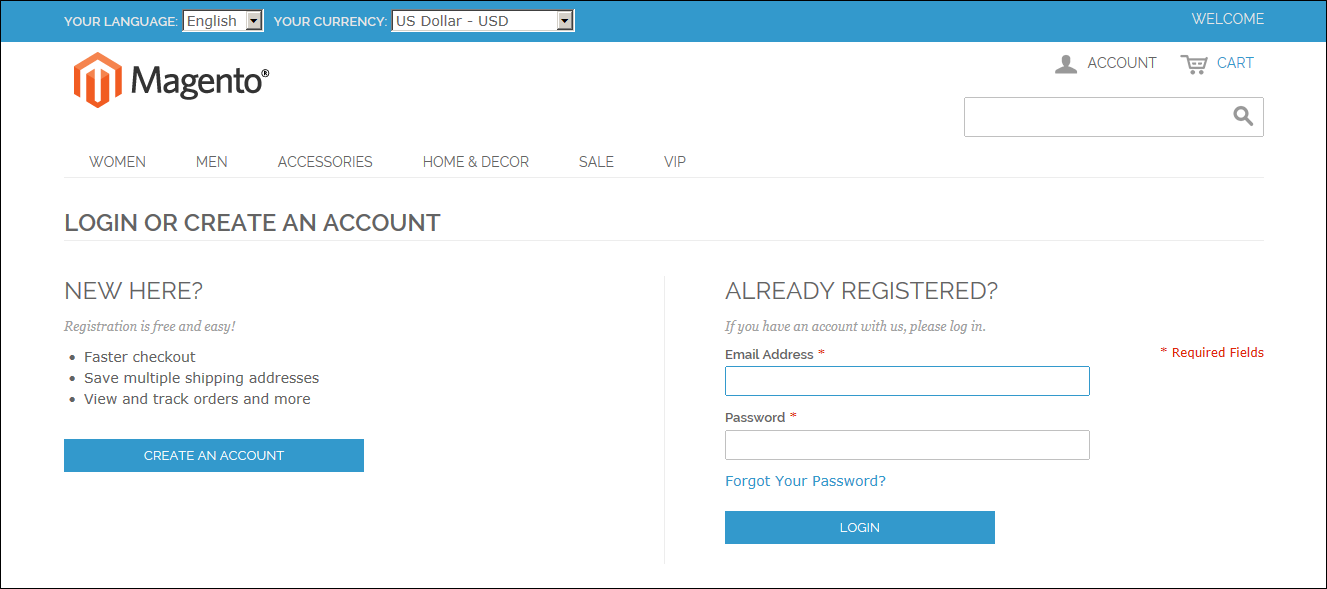 YOUR LANGUAGE: English YOUR CURRENCY: US Dollar - USD WELCOME
Magento®
ACCOUNT CART
WOMEN MEN ACCESSORIES HOME & DECOR SALE VIP
LOGIN OR CREATE AN ACCOUNT
NEW HERE?
Registration is free and easy!
• Faster checkout
• Save multiple shipping addresses
• View and track orders and more
CREATE AN ACCOUNT
ALREADY REGISTERED?
If you have an account with us, please log in.
Email Address * * Required Fields
Password *
Forgot Your Password?
LOGIN